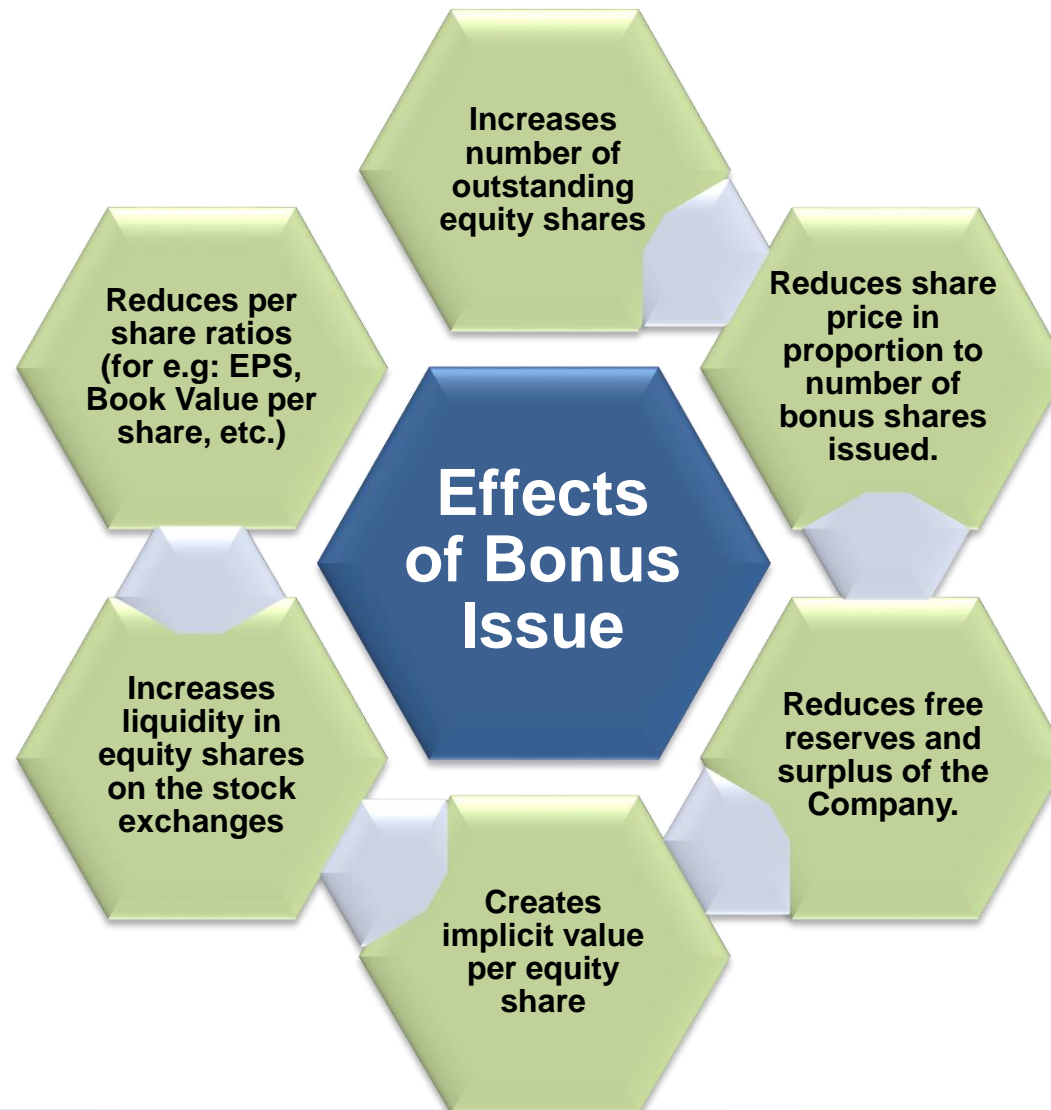 Increases
number of
outstanding
equity shares
Reduces share
price in
proportion to
number of
bonus shares
issued.
Reduces free
reserves and
surplus of the
Company.
Creates
implicit value
per equity
share
Increases
liquidity in
equity shares
on the stock
exchanges
Reduces per
share ratios
(for e.g: EPS,
Book Value per
share, etc.)
Effects
of Bonus
Issue